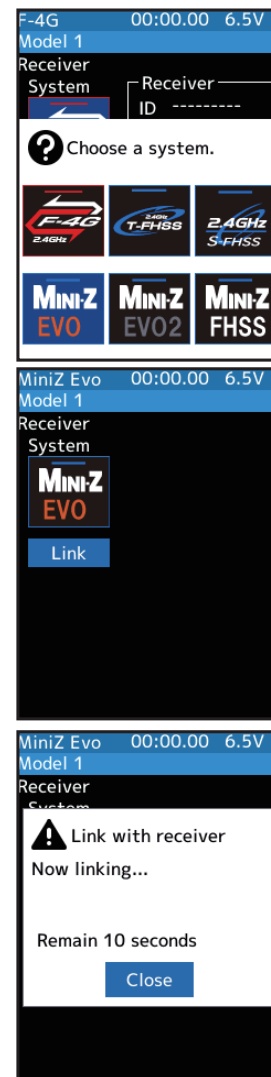 F-4G 00:00.00 6.5V
Model 1
Receiver
System Receiver
ID ---------
? Choose a system.
F-4G 2.4GHz
2.4GHz T-FHSS
2.4GHz S-FHSS
MINI-Z EVO
MINI-Z EVO2
MINI-Z FHSS
MiniZ Evo 00:00.00 6.5V
Model 1
Receiver
System
MINI-Z
EVO
Link
MiniZ Evo 00:00.00 6.5V
Model 1
Receiver
System
! Link with receiver
Now linking...
Remain 10 seconds
Close